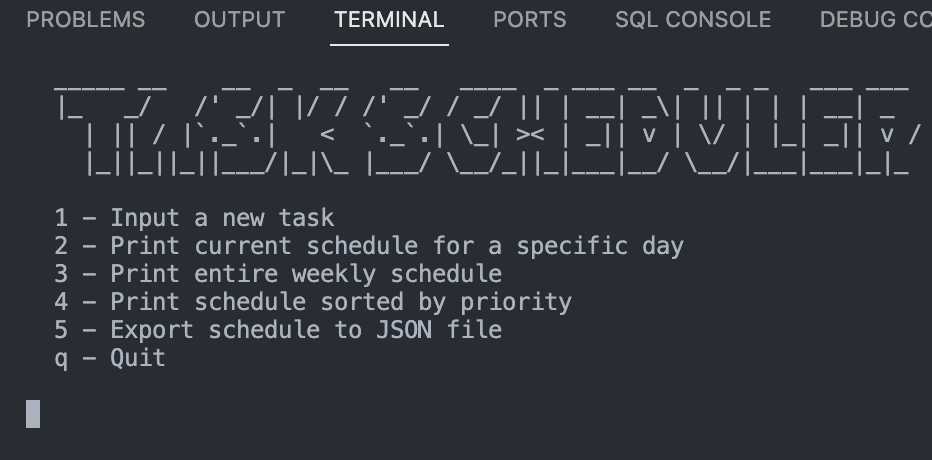 PROBLEMS OUTPUT TERMINAL PORTS SQL CONSOLE DEBUG CO
TASK SCHEDULER
1 – Input a new task
2 – Print current schedule for a specific day
3 – Print entire weekly schedule
4 – Print schedule sorted by priority
5 – Export schedule to JSON file
q – Quit